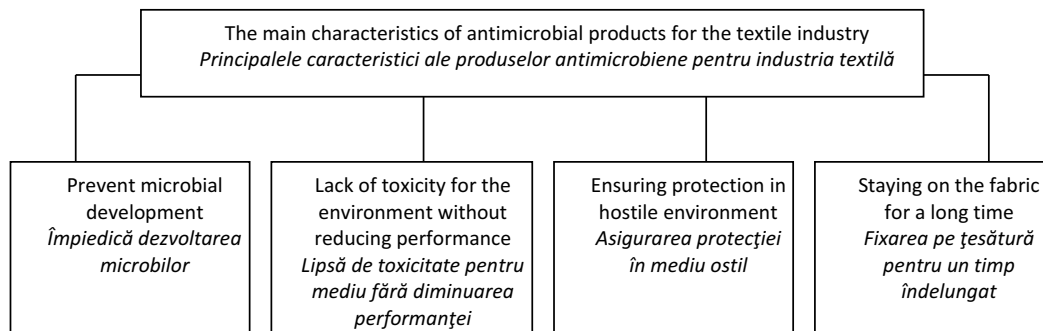 The main characteristics of antimicrobial products for the textile industry
Principalele caracteristici ale produselor antimicrobiene pentru industria textilă
Prevent microbial
development
Împiedică dezvoltarea
microbilor
Lack of toxicity for the
environment without
reducing performance
Lipsă de toxicitate pentru
mediu fără diminuarea
performanţei
Ensuring protection in
hostile environment
Asigurarea protecţiei
în mediu ostil
Staying on the fabric
for a long time
Fixarea pe ţesătură
pentru un timp
îndelungat